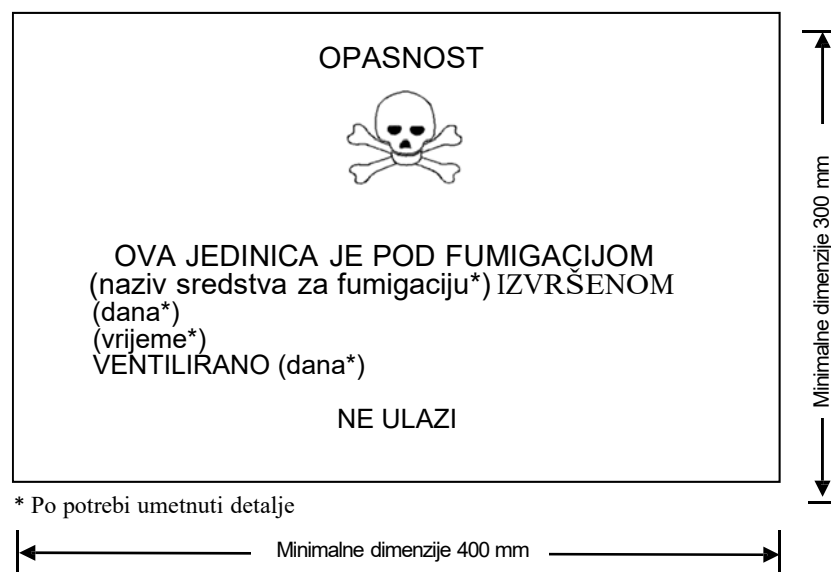 OPASNOST
OVA JEDINICA JE POD FUMIGACIJOM
(naziv sredstva za fumigaciju*) IZVRŠENOM
(dana*)
(vrijeme*)
VENTILIRANO (dana*)
NE ULAZI
Minimalne dimenzije 300 mm
* Po potrebi umetnuti detalje
Minimalne dimenzije 400 mm